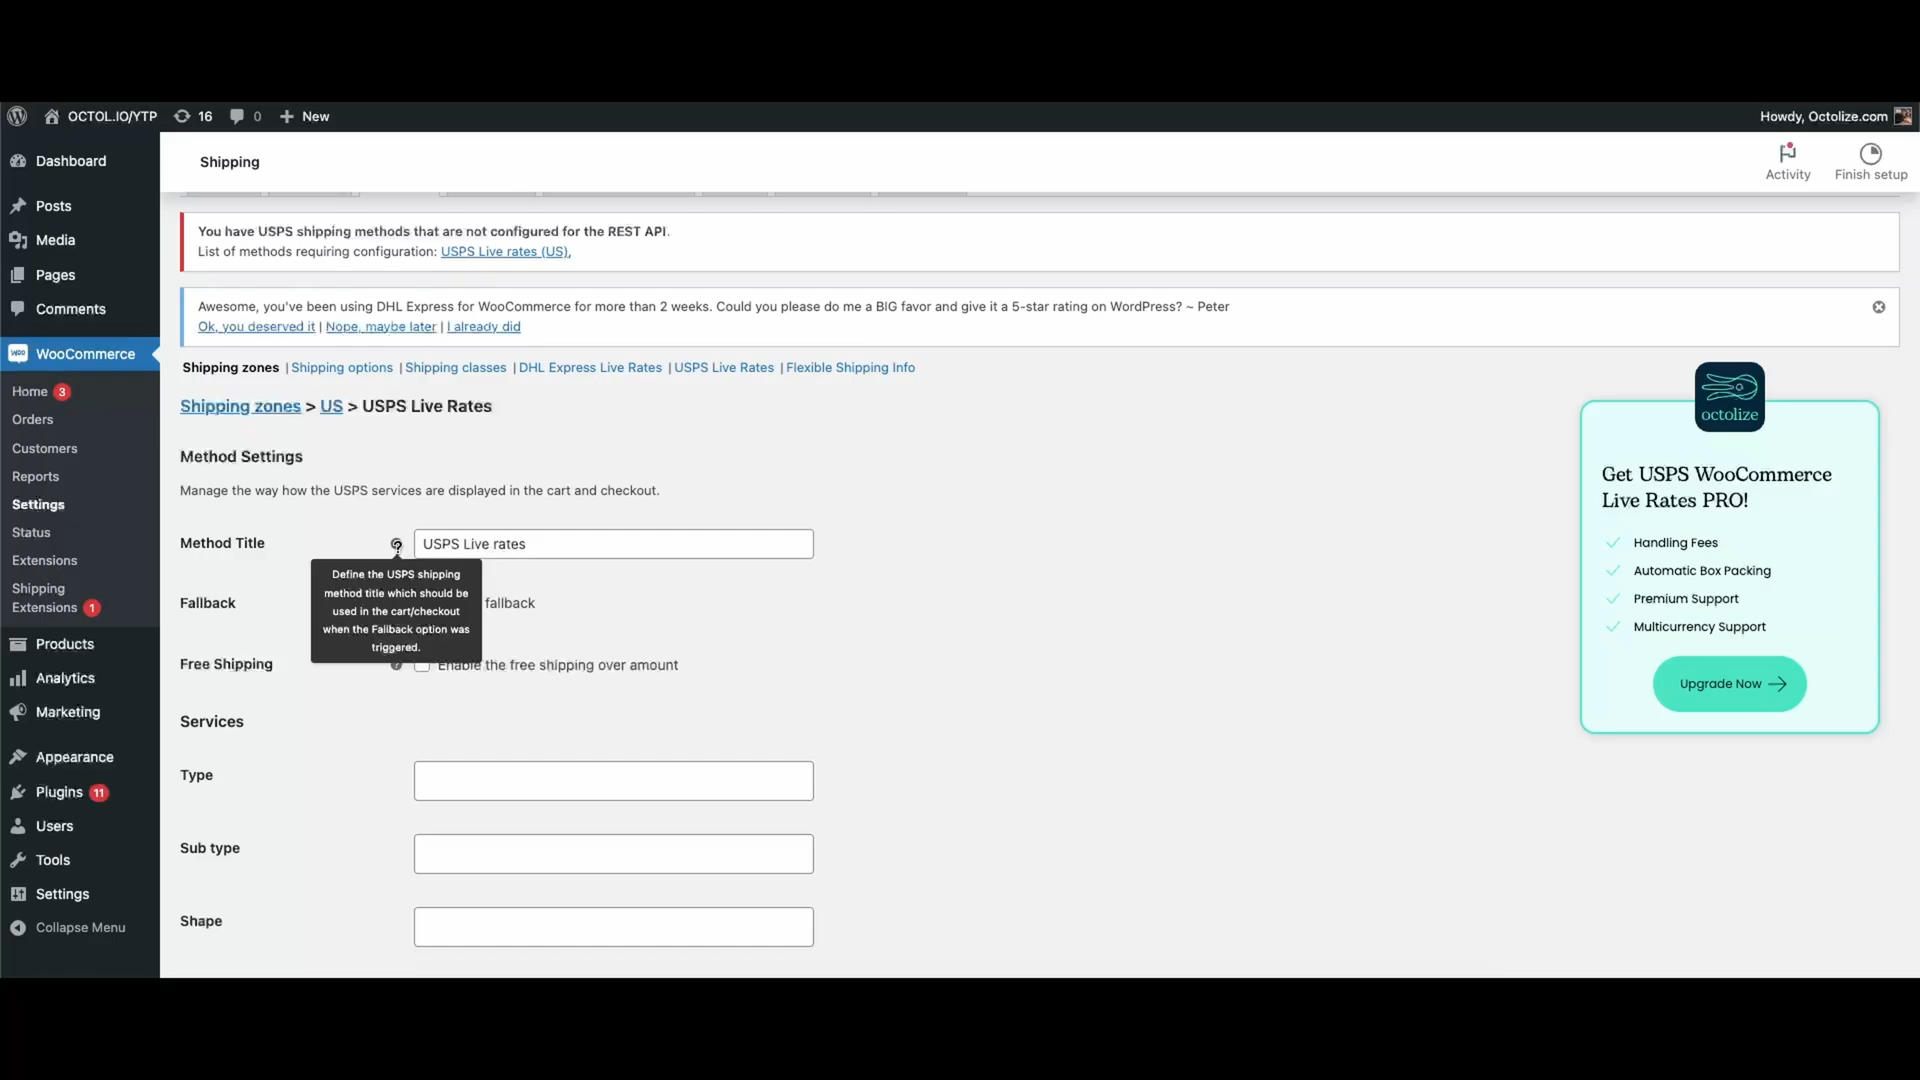 OCTOL.IO/YTP 16 0 New Howdy, Octolize.com
Dashboard
Posts
Media
Pages
Comments
WooCommerce
Home 3
Orders
Customers
Reports
Settings
Status
Extensions
Shipping
Extensions 1
Products
Analytics
Marketing
Appearance
Plugins 11
Users
Tools
Settings
Collapse Menu
Shipping
Activity
Finish setup
You have USPS shipping methods that are not configured for the REST API.
List of methods requiring configuration: USPS Live rates (US),
Awesome, you've been using DHL Express for WooCommerce for more than 2 weeks. Could you please do me a BIG favor and give it a 5-star rating on WordPress? ~ Peter
Ok, you deserved it | Nope, maybe later | I already did
Shipping zones | Shipping options | Shipping classes | DHL Express Live Rates | USPS Live Rates | Flexible Shipping Info
Shipping zones > US > USPS Live Rates
Method Settings
Manage the way how the USPS services are displayed in the cart and checkout.
Method Title ? USPS Live rates
Define the USPS shipping
method title which should be
used in the cart/checkout
when the Fallback option was
triggered.
Fallback fallback
Free Shipping Enable the free shipping over amount
Services
Type
Sub type
Shape
octolize
Get USPS WooCommerce
Live Rates PRO!
Handling Fees
Automatic Box Packing
Premium Support
Multicurrency Support
Upgrade Now